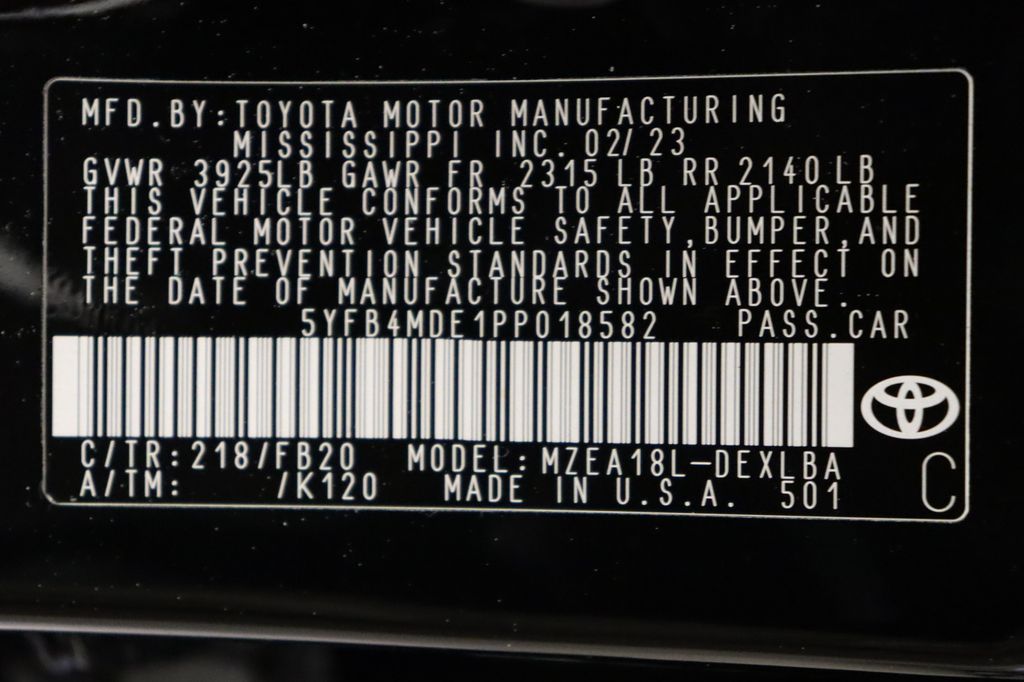 MFD.BY:TOYOTA MOTOR MANUFACTURING
MISSISSIPPI INC. 02/23
GVWR 3925LB GAWR FR 2315 LB RR 2140 LB
THIS VEHICLE CONFORMS TO ALL APPLICABLE
FEDERAL MOTOR VEHICLE SAFETY,BUMPER,AND
THEFT PREVENTION STANDARDS IN EFFECT ON
THE DATE OF MANUFACTURE SHOWN ABOVE.
5YFB4MDE1PP018582 PASS.CAR
C/TR:218/FB20 MODEL:MZEA18L-DEXLBA
A/TM: /K120 MADE IN U.S.A. 501
C